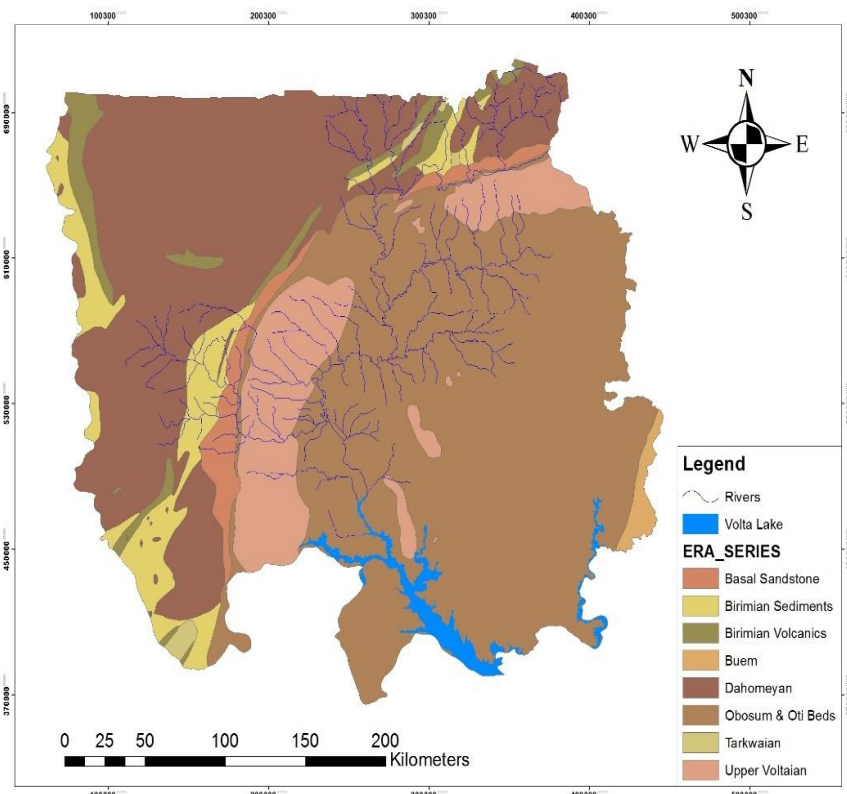 100300 200300 300300 400300 500300
N
W E
S
690000
610000
530000
450000
370000
Legend
Rivers
Volta Lake
ERA_SERIES
Basal Sandstone
Birimian Sediments
Birimian Volcanics
Buem
Dahomeyan
Obosum & Oti Beds
Tarkwaian
Upper Voltaian
0 25 50 100 150 200
Kilometers